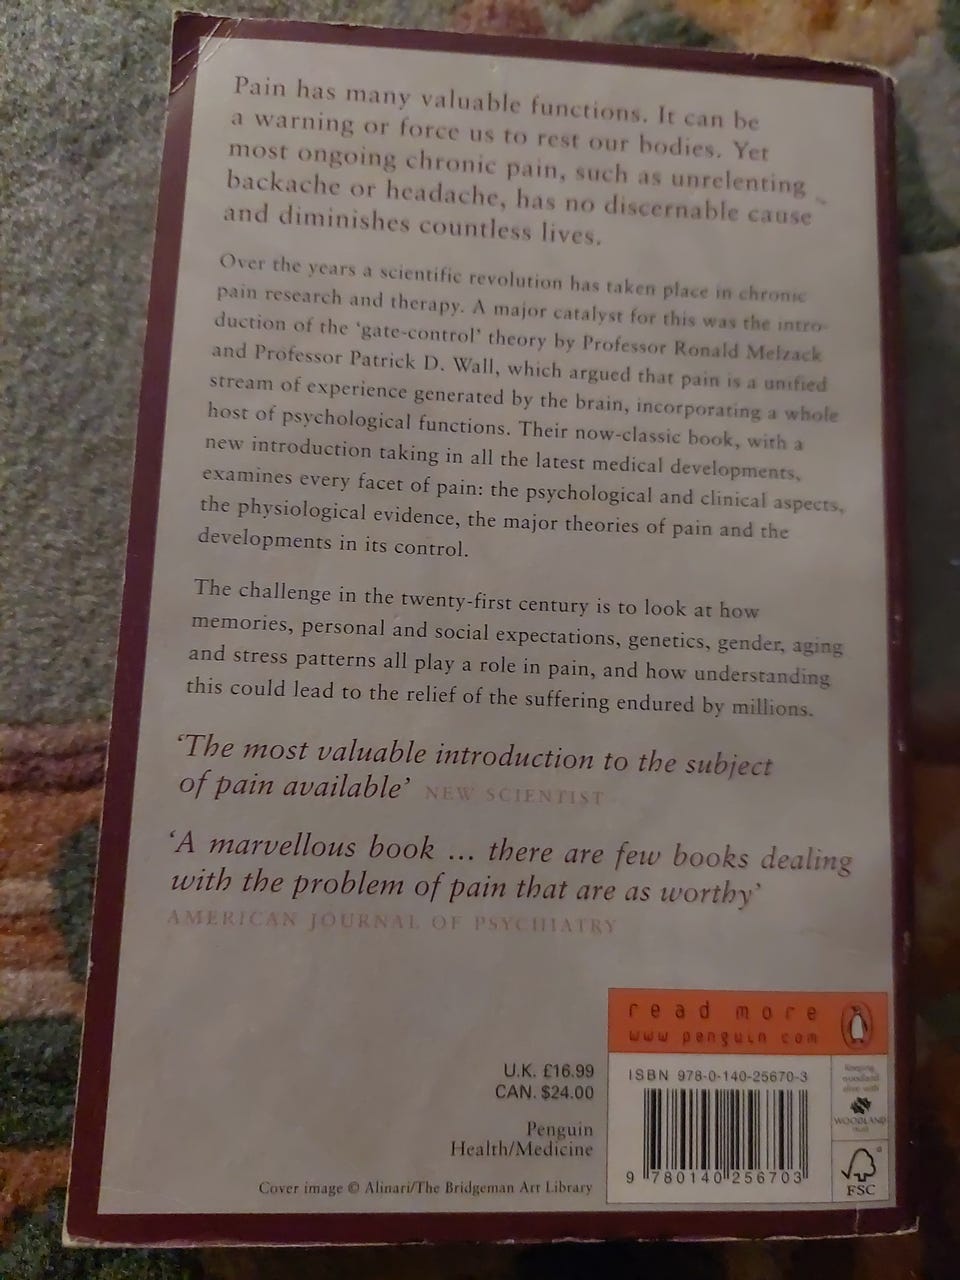 Pain has many valuable functions. It can be
a warning or force us to rest our bodies. Yet
most ongoing chronic pain, such as unrelenting
backache or headache, has no discernable cause
and diminishes countless lives.
Over the years a scientific revolution has taken place in chronic
pain research and therapy. A major catalyst for this was the intro-
duction of the ‘gate-control’ theory by Professor Ronald Melzack
and Professor Patrick D. Wall, which argued that pain is a unified
stream of experience generated by the brain, incorporating a whole
host of psychological functions. Their now-classic book, with a
new introduction taking in all the latest medical developments,
examines every facet of pain: the psychological and clinical aspects,
the physiological evidence, the major theories of pain and the
developments in its control.
The challenge in the twenty-first century is to look at how
memories, personal and social expectations, genetics, gender, aging
and stress patterns all play a role in pain, and how understanding
this could lead to the relief of the suffering endured by millions.
‘The most valuable introduction to the subject
of pain available’ NEW SCIENTIST
‘A marvellous book ... there are few books dealing
with the problem of pain that are as worthy’
AMERICAN JOURNAL OF PSYCHIATRY
read more
www penguin com
U.K. £16.99
CAN. $24.00
Penguin
Health/Medicine
Cover image © Alinari/The Bridgeman Art Library
ISBN 978-0-140-25670-3
9 780140 256703
Keeping
woodland
alive with
WOODLAND
TRUST
FSC